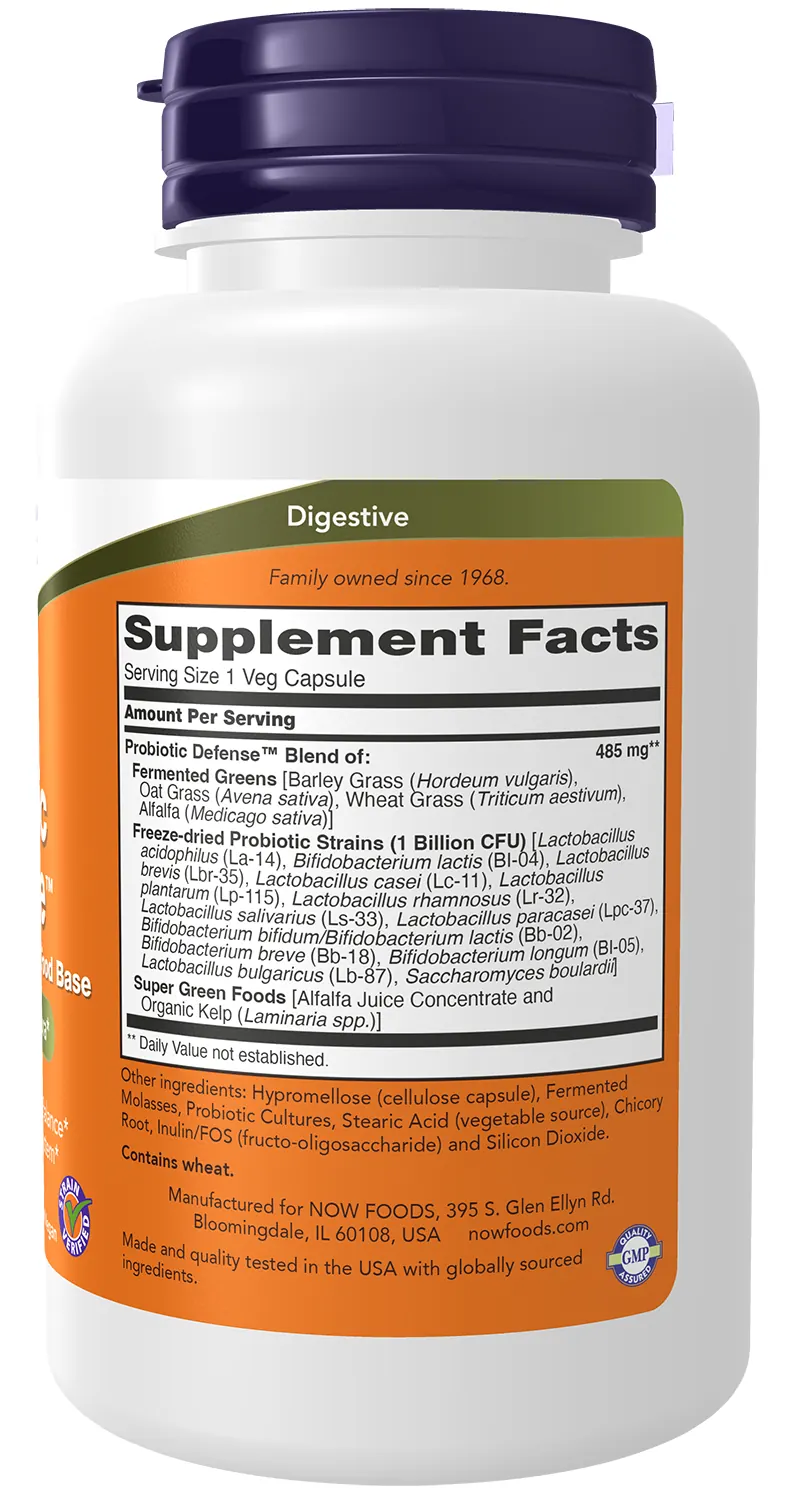 Digestive
Family owned since 1968.
Supplement Facts
Serving Size 1 Veg Capsule
Amount Per Serving
Probiotic Defense™ Blend of: 485 mg**
Fermented Greens [Barley Grass (Hordeum vulgaris),
Oat Grass (Avena sativa), Wheat Grass (Triticum aestivum),
Alfalfa (Medicago sativa)]
Freeze-dried Probiotic Strains (1 Billion CFU) [Lactobacillus
acidophilus (La-14), Bifidobacterium lactis (Bl-04), Lactobacillus
brevis (Lbr-35), Lactobacillus casei (Lc-11), Lactobacillus
plantarum (Lp-115), Lactobacillus rhamnosus (Lr-32),
Lactobacillus salivarius (Ls-33), Lactobacillus paracasei (Lpc-37),
Bifidobacterium bifidum/Bifidobacterium lactis (Bb-02),
Bifidobacterium breve (Bb-18), Bifidobacterium longum (Bl-05),
Lactobacillus bulgaricus (Lb-87), Saccharomyces boulardii]
Super Green Foods [Alfalfa Juice Concentrate and
Organic Kelp (Laminaria spp.)]
** Daily Value not established.
Other ingredients: Hypromellose (cellulose capsule), Fermented
Molasses, Probiotic Cultures, Stearic Acid (vegetable source), Chicory
Root, Inulin/FOS (fructo-oligosaccharide) and Silicon Dioxide.
Contains wheat.
Manufactured for NOW FOODS, 395 S. Glen Ellyn Rd.
Bloomingdale, IL 60108, USA nowfoods.com
Made and quality tested in the USA with globally sourced
ingredients.
QUALITY
GMP
ASSURED
Base
STRAIN
VERIFIED